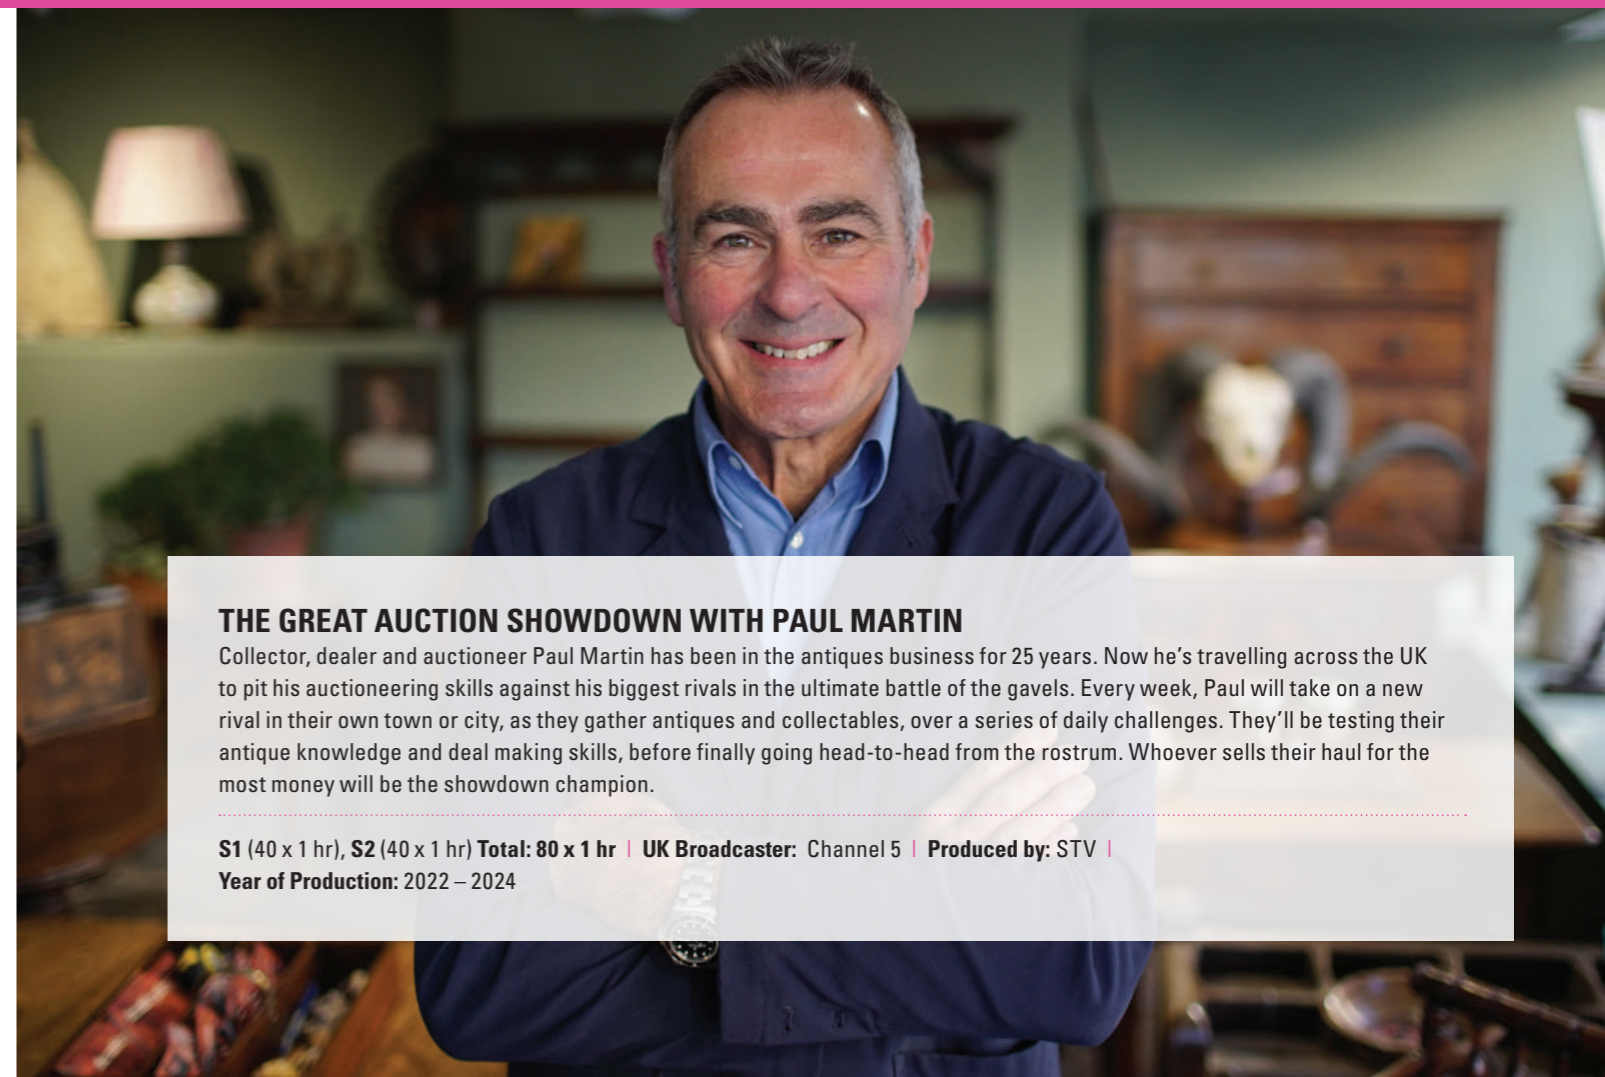 THE GREAT AUCTION SHOWDOWN WITH PAUL MARTIN
Collector, dealer and auctioneer Paul Martin has been in the antiques business for 25 years. Now he’s travelling across the UK
to pit his auctioneering skills against his biggest rivals in the ultimate battle of the gavels. Every week, Paul will take on a new
rival in their own town or city, as they gather antiques and collectables, over a series of daily challenges. They’ll be testing their
antique knowledge and deal making skills, before finally going head-to-head from the rostrum. Whoever sells their haul for the
most money will be the showdown champion.
S1 (40 x 1 hr), S2 (40 x 1 hr) Total: 80 x 1 hr | UK Broadcaster: Channel 5 | Produced by: STV |
Year of Production: 2022 – 2024